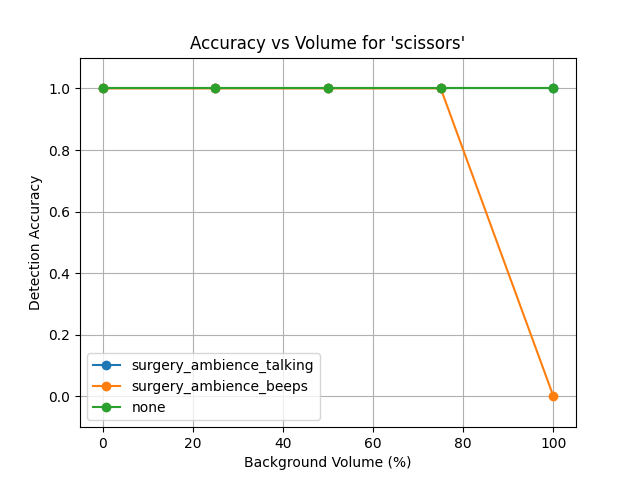 Accuracy vs Volume for 'scissors'
Detection Accuracy
1.0
0.8
0.6
0.4
0.2
0.0
surgery_ambience_talking
surgery_ambience_beeps
none
0 20 40 60 80 100
Background Volume (%)